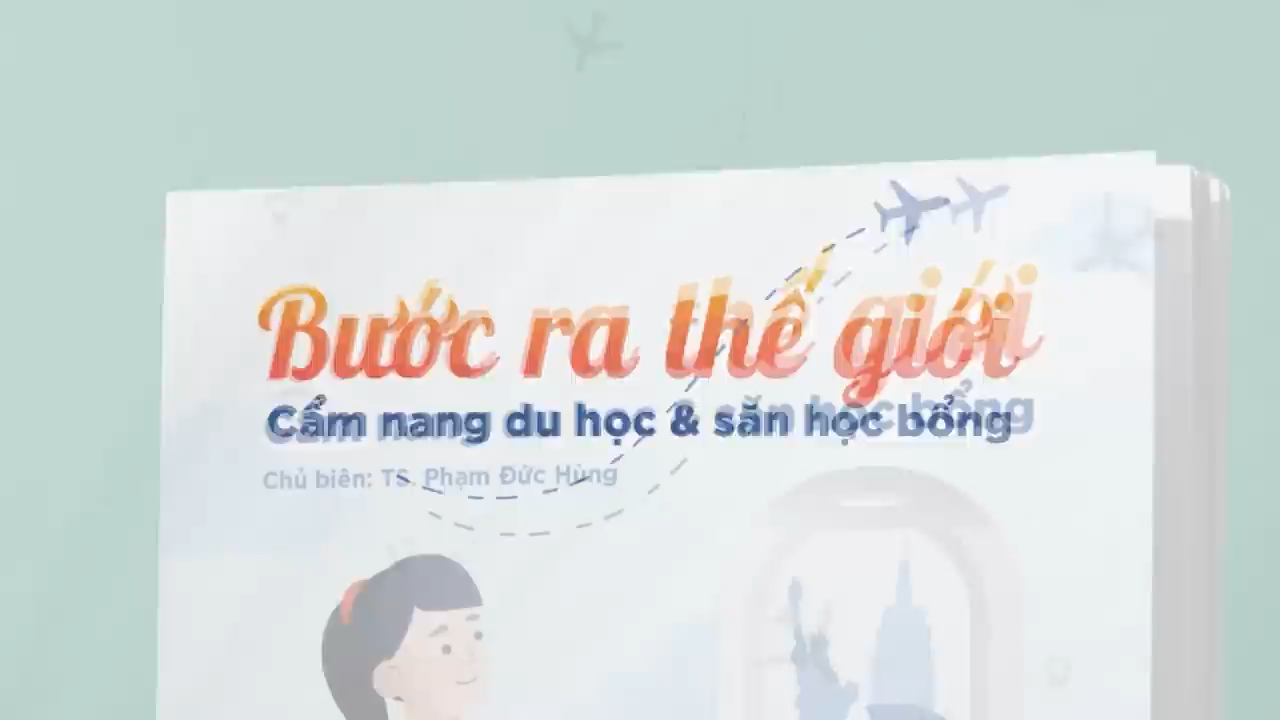 Bước ra thế giới
Cẩm nang du học & săn học bổng
Chủ biên: TS. Phạm Đức Hùng